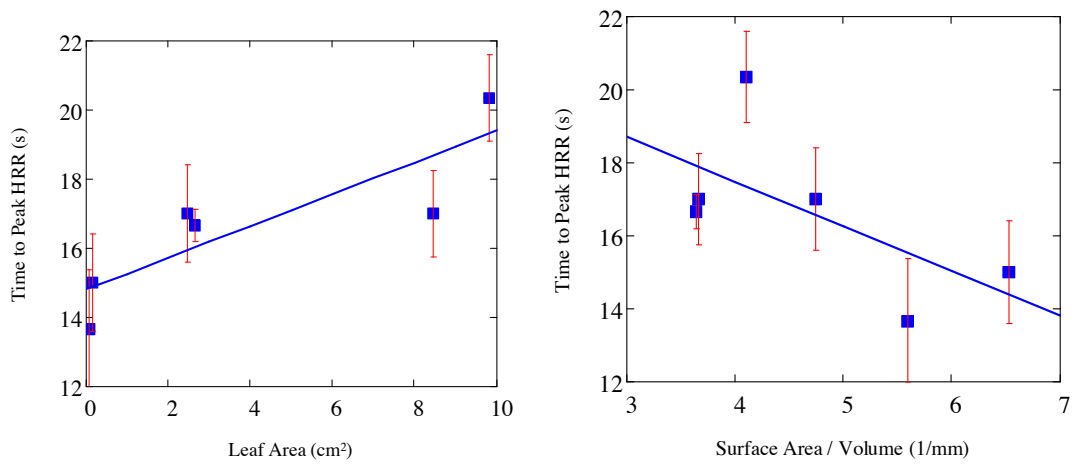 22
20
18
16
14
12
0 2 4 6 8 10
Time to Peak HRR (s)
Leaf Area (cm²)
22
20
18
16
14
12
3 4 5 6 7
Time to Peak HRR (s)
Surface Area / Volume (1/mm)